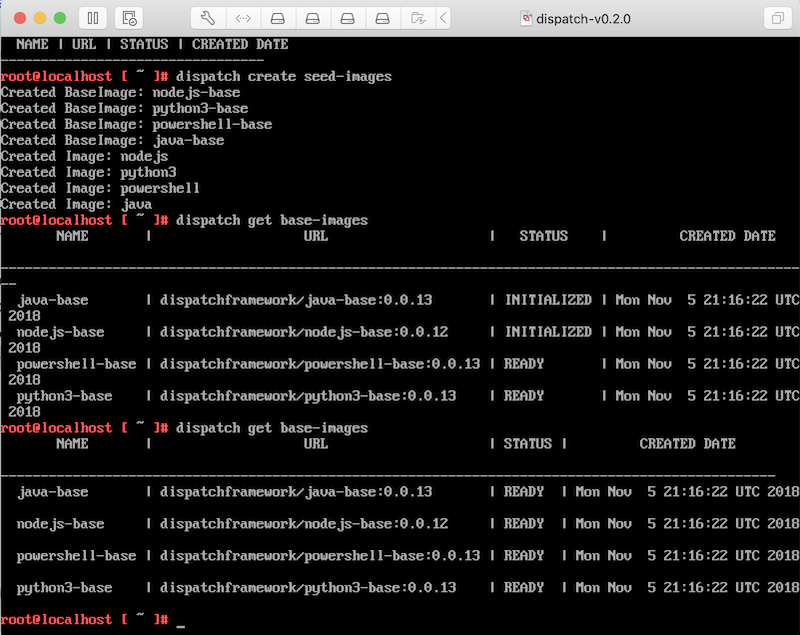 dispatch-v0.2.0
NAME | URL | STATUS | CREATED DATE
---------------------------------
root@localhost [ ~ ]# dispatch create seed-images
Created BaseImage: nodejs-base
Created BaseImage: python3-base
Created BaseImage: powershell-base
Created BaseImage: java-base
Created Image: nodejs
Created Image: python3
Created Image: powershell
Created Image: java
root@localhost [ ~ ]# dispatch get base-images
NAME | URL | STATUS | CREATED DATE
----------------------------------------------------------------------------------------------------
--
java-base | dispatchframework/java-base:0.0.13 | INITIALIZED | Mon Nov  5 21:16:22 UTC
2018
nodejs-base | dispatchframework/nodejs-base:0.0.12 | INITIALIZED | Mon Nov  5 21:16:22 UTC
2018
powershell-base | dispatchframework/powershell-base:0.0.13 | READY | Mon Nov  5 21:16:22 UTC
2018
python3-base | dispatchframework/python3-base:0.0.13 | READY | Mon Nov  5 21:16:22 UTC
2018
root@localhost [ ~ ]# dispatch get base-images
NAME | URL | STATUS | CREATED DATE
-------------------------------------------------------------------------------------------------
java-base | dispatchframework/java-base:0.0.13 | READY | Mon Nov  5 21:16:22 UTC 2018
nodejs-base | dispatchframework/nodejs-base:0.0.12 | READY | Mon Nov  5 21:16:22 UTC 2018
powershell-base | dispatchframework/powershell-base:0.0.13 | READY | Mon Nov  5 21:16:22 UTC 2018
python3-base | dispatchframework/python3-base:0.0.13 | READY | Mon Nov  5 21:16:22 UTC 2018
root@localhost [ ~ ]# _